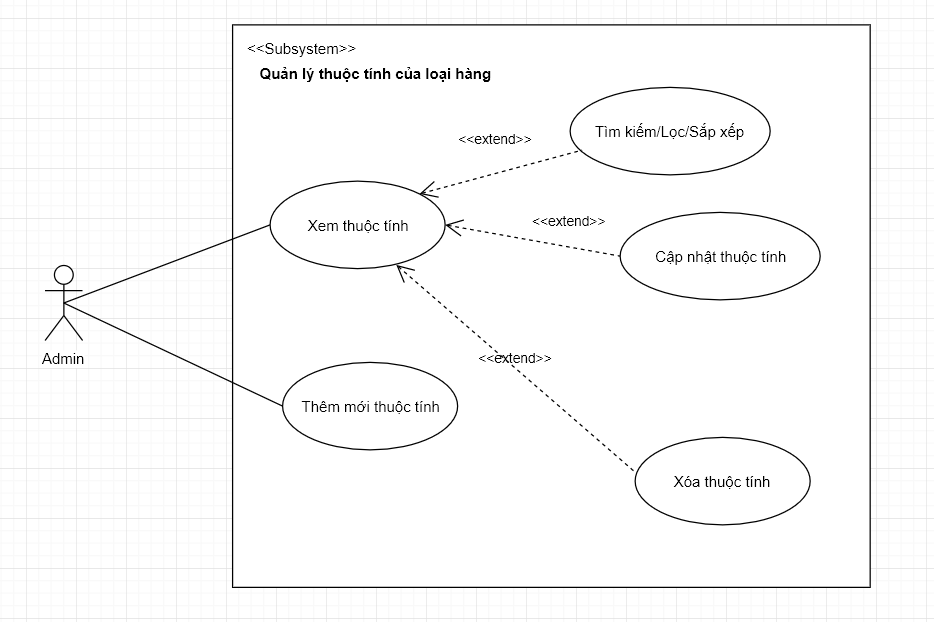 <<Subsystem>>
Quản lý thuộc tính của loại hàng
Tìm kiếm/Lọc/Sắp xếp
<<extend>>
Xem thuộc tính
<<extend>>
Cập nhật thuộc tính
Admin
<<extend>>
Thêm mới thuộc tính
Xóa thuộc tính